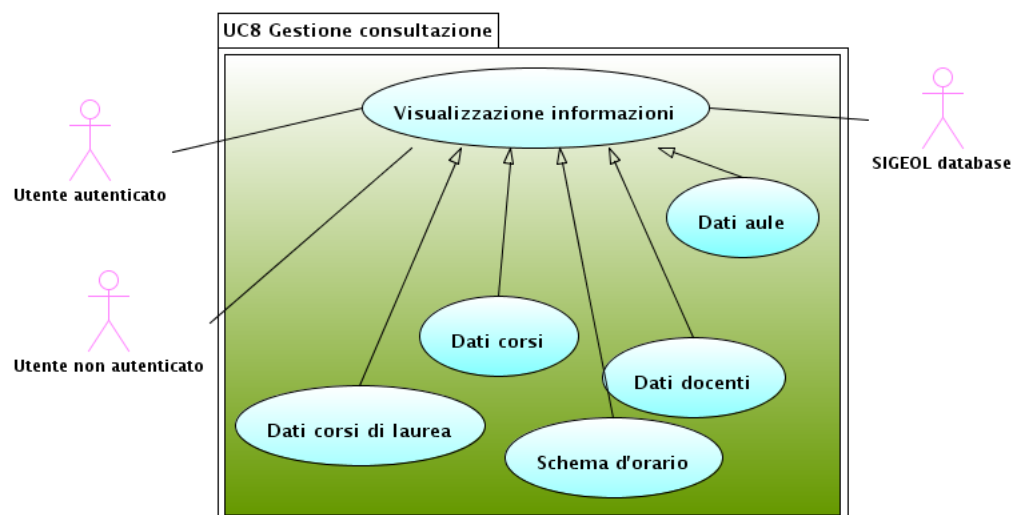 UC8 Gestione consultazione
Visualizzazione informazioni
Utente autenticato
SIGEOL database
Dati aule
Utente non autenticato
Dati corsi
Dati docenti
Dati corsi di laurea
Schema d'orario